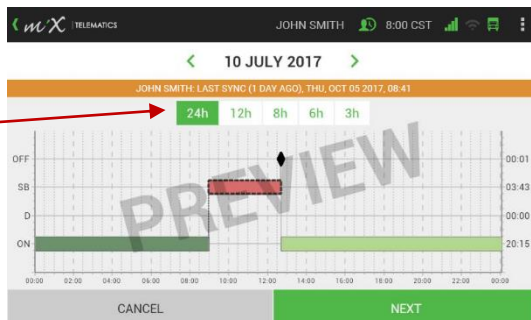 m'X TELEMATICS JOHN SMITH 8:00 CST
10 JULY 2017
JOHN SMITH: LAST SYNC (1 DAY AGO), THU, OCT 05 2017, 08:41
24h 12h 8h 6h 3h
OFF 00:01
SB 03:43
D 00:00
ON 20:15
PREVIEW
00:00 02:00 04:00 06:00 08:00 10:00 12:00 14:00 16:00 18:00 20:00 22:00 00:00
CANCEL NEXT